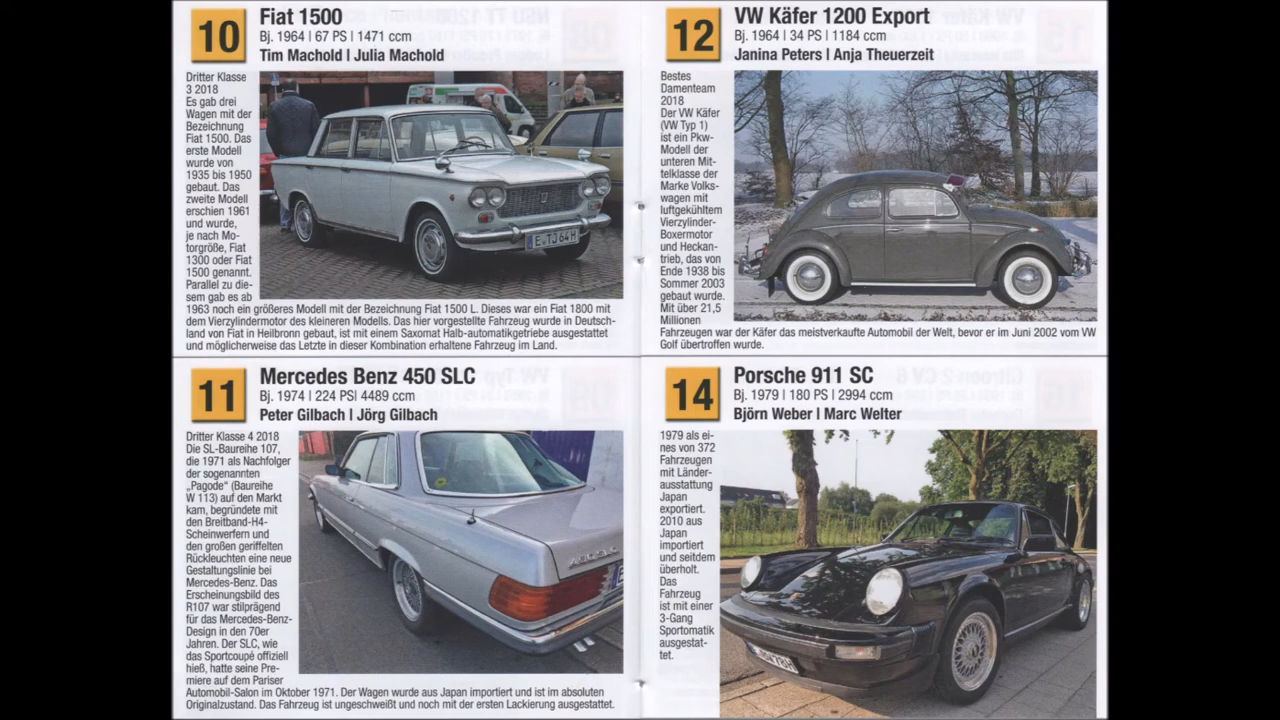 10
Fiat 1500
Bj. 1964 | 67 PS | 1471 ccm
Tim Machold | Julia Machold
Dritter Klasse
3 2018
Es gab drei
Wagen mit der
Bezeichnung
Fiat 1500. Das
erste Modell
wurde von
1935 bis 1950
gebaut. Das
zweite Modell
erschien 1961
und wurde,
je nach Mo-
torgröße, Fiat
1300 oder Fiat
1500 genannt.
Parallel zu die-
sem gab es ab
1963 noch ein größeres Modell mit der Bezeichnung Fiat 1500 L. Dieses war ein Fiat 1800 mit
dem Vierzylindermotor des kleineren Modells. Das hier vorgestellte Fahrzeug wurde in Deutsch-
land von Fiat in Heilbronn gebaut, ist mit einem Saxomat Halb-automatikgetriebe ausgestattet
und möglicherweise das Letzte in dieser Kombination erhaltene Fahrzeug im Land.
E TJ 64H
12
VW Käfer 1200 Export
Bj. 1964 | 34 PS | 1184 ccm
Janina Peters | Anja Theuerzeit
Bestes
Damenteam
2018
Der VW Käfer
(VW Typ 1)
ist ein Pkw-
Modell der
unteren Mit-
telklasse der
Marke Volks-
wagen mit
luftgekühltem
Vierzylinder-
Boxermotor
und Heckan-
trieb, das von
Ende 1938 bis
Sommer 2003
gebaut wurde.
Mit über 21,5
Millionen
Fahrzeugen war der Käfer das meistverkaufte Automobil der Welt, bevor er im Juni 2002 vom VW
Golf übertroffen wurde.
11
Mercedes Benz 450 SLC
Bj. 1974 | 224 PS| 4489 ccm
Peter Gilbach | Jörg Gilbach
Dritter Klasse 4 2018
Die SL-Baureihe 107,
die 1971 als Nachfolger
der sogenannten
„Pagode“ (Baureihe
W 113) auf den Markt
kam, begründete mit
den Breitband-H4-
Scheinwerfern und
den großen geriffelten
Rückleuchten eine neue
Gestaltungslinie bei
Mercedes-Benz. Das
Erscheinungsbild des
R107 war stilprägend
für das Mercedes-Benz-
Design in den 70er
Jahren. Der SLC, wie
das Sportcoupé offiziell
hieß, hatte seine Pre-
miere auf dem Pariser
Automobil-Salon im Oktober 1971. Der Wagen wurde aus Japan importiert und ist im absoluten
Originalzustand. Das Fahrzeug ist ungeschweißt und noch mit der ersten Lackierung ausgestattet.
14
Porsche 911 SC
Bj. 1979 | 180 PS | 2994 ccm
Björn Weber | Marc Welter
1979 als ei-
nes von 372
Fahrzeugen
mit Länder-
ausstattung
Japan
exportiert.
2010 aus
Japan
importiert
und seitdem
überholt.
Das
Fahrzeug
ist mit einer
3-Gang
Sportomatik
ausgestat-
tet.